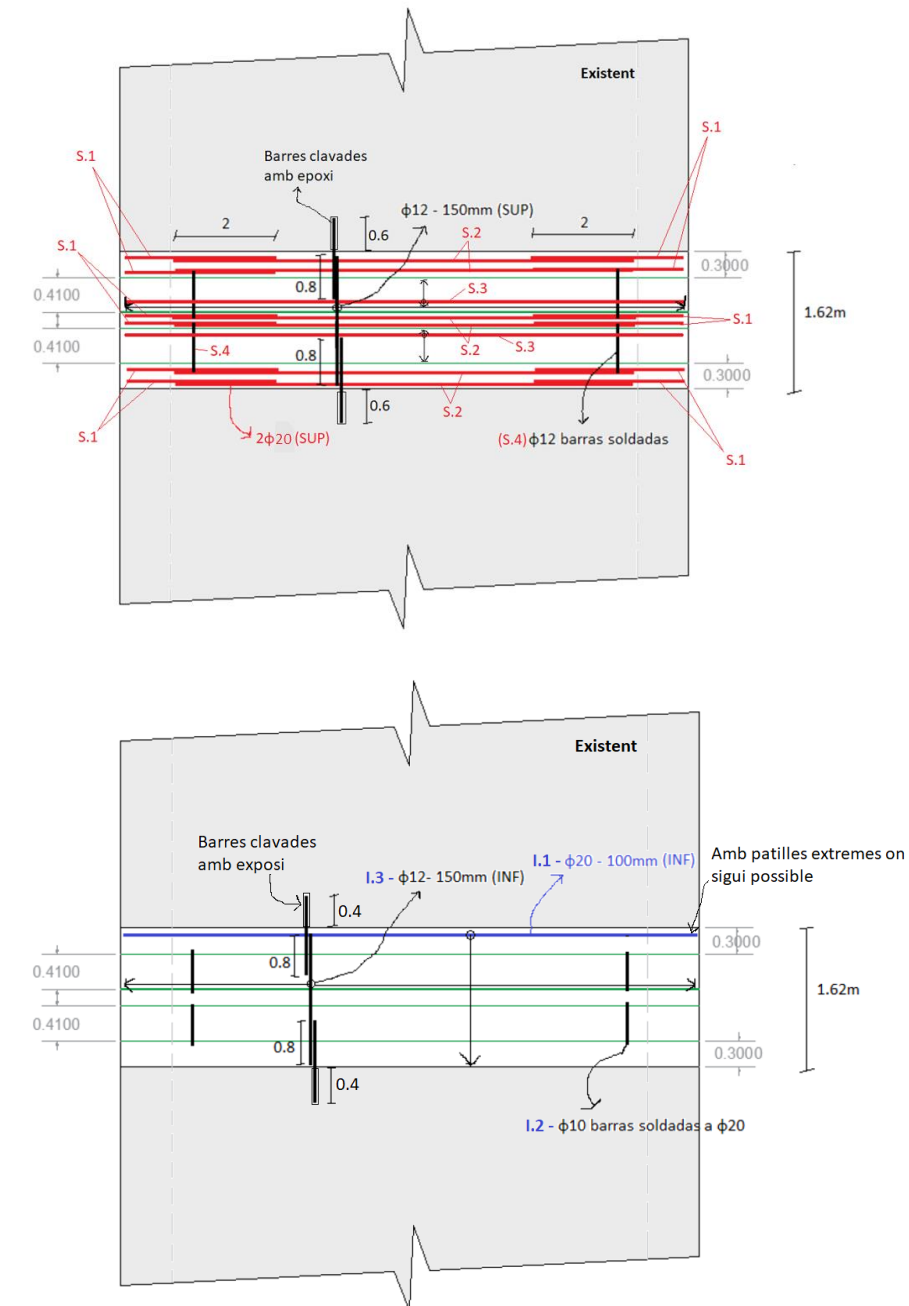 Existent
S.1
S.1
Barres clavades
amb epoxi
ϕ12 - 150mm (SUP)
2
2
0.6
S.2
S.1
0.3000
0.8
S.3
0.4100
1.62m
S.1
S.2
S.3
0.4100
S.4
0.8
0.3000
S.1
S.2
0.6
2ϕ20 (SUP)
(S.4) ϕ12 barras soldadas
S.1
Existent
Barres clavades
amb exposi
I.3 - ϕ12- 150mm (INF)
I.1 - ϕ20 - 100mm (INF)
Amb patilles extremes on
sigui possible
0.4
0.3000
0.8
0.4100
1.62m
0.4100
0.8
0.3000
0.4
I.2 - ϕ10 barras soldadas a ϕ20